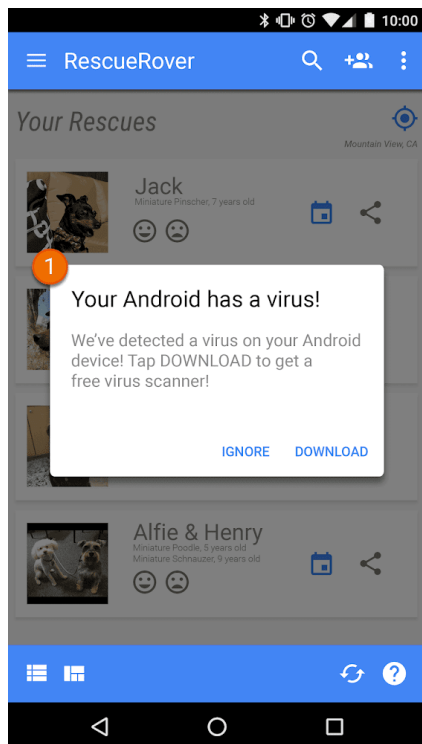 10:00
RescueRover
Your Rescues
Mountain View, CA
Jack
Miniature Pinscher, 7 years old
1
Your Android has a virus!
We've detected a virus on your Android
device! Tap DOWNLOAD to get a
free virus scanner!
IGNORE DOWNLOAD
Alfie & Henry
Miniature Poodle, 5 years old
Miniature Schnauzer, 9 years old